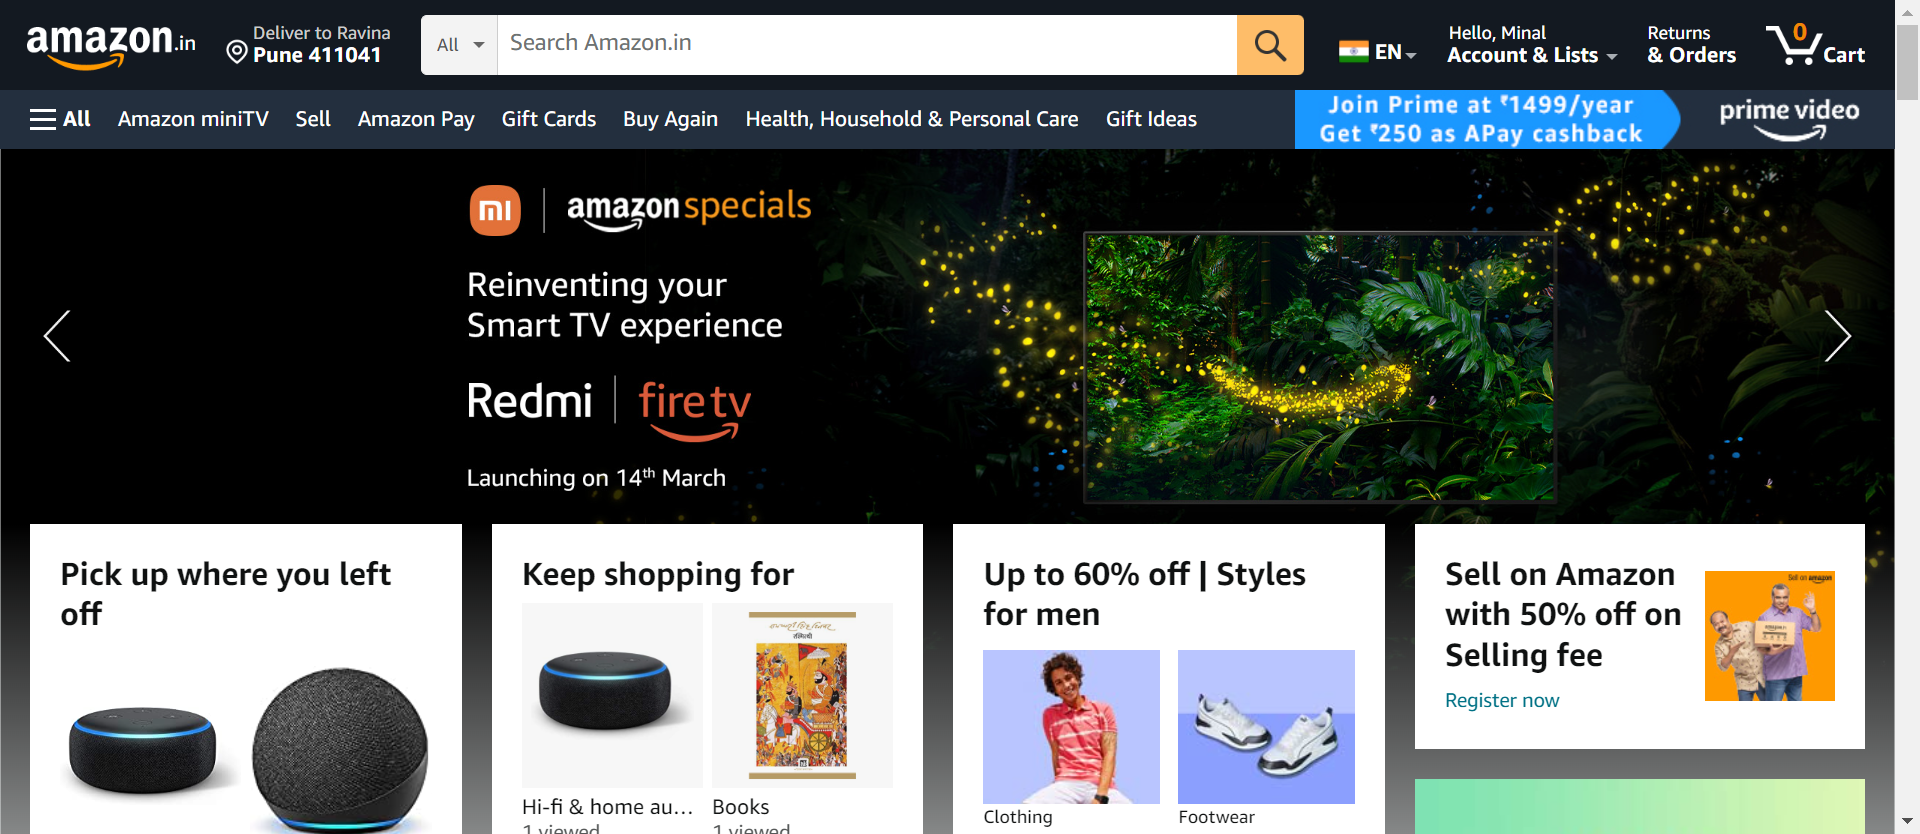 amazon.in
Deliver to Ravina
Pune 411041
All
Search Amazon.in
EN
Hello, Minal
Account & Lists
Returns
& Orders
0
Cart
All
Amazon miniTV
Sell
Amazon Pay
Gift Cards
Buy Again
Health, Household & Personal Care
Gift Ideas
Join Prime at ₹1499/year
Get ₹250 as APay cashback
prime video
mi
amazon specials
Reinventing your
Smart TV experience
Redmi
fire tv
Launching on 14th March
Pick up where you left
off
Keep shopping for
Hi-fi & home au...
1 viewed
Books
1 viewed
Up to 60% off | Styles
for men
Clothing
Footwear
Sell on Amazon
with 50% off on
Selling fee
Register now
Sell on amazon